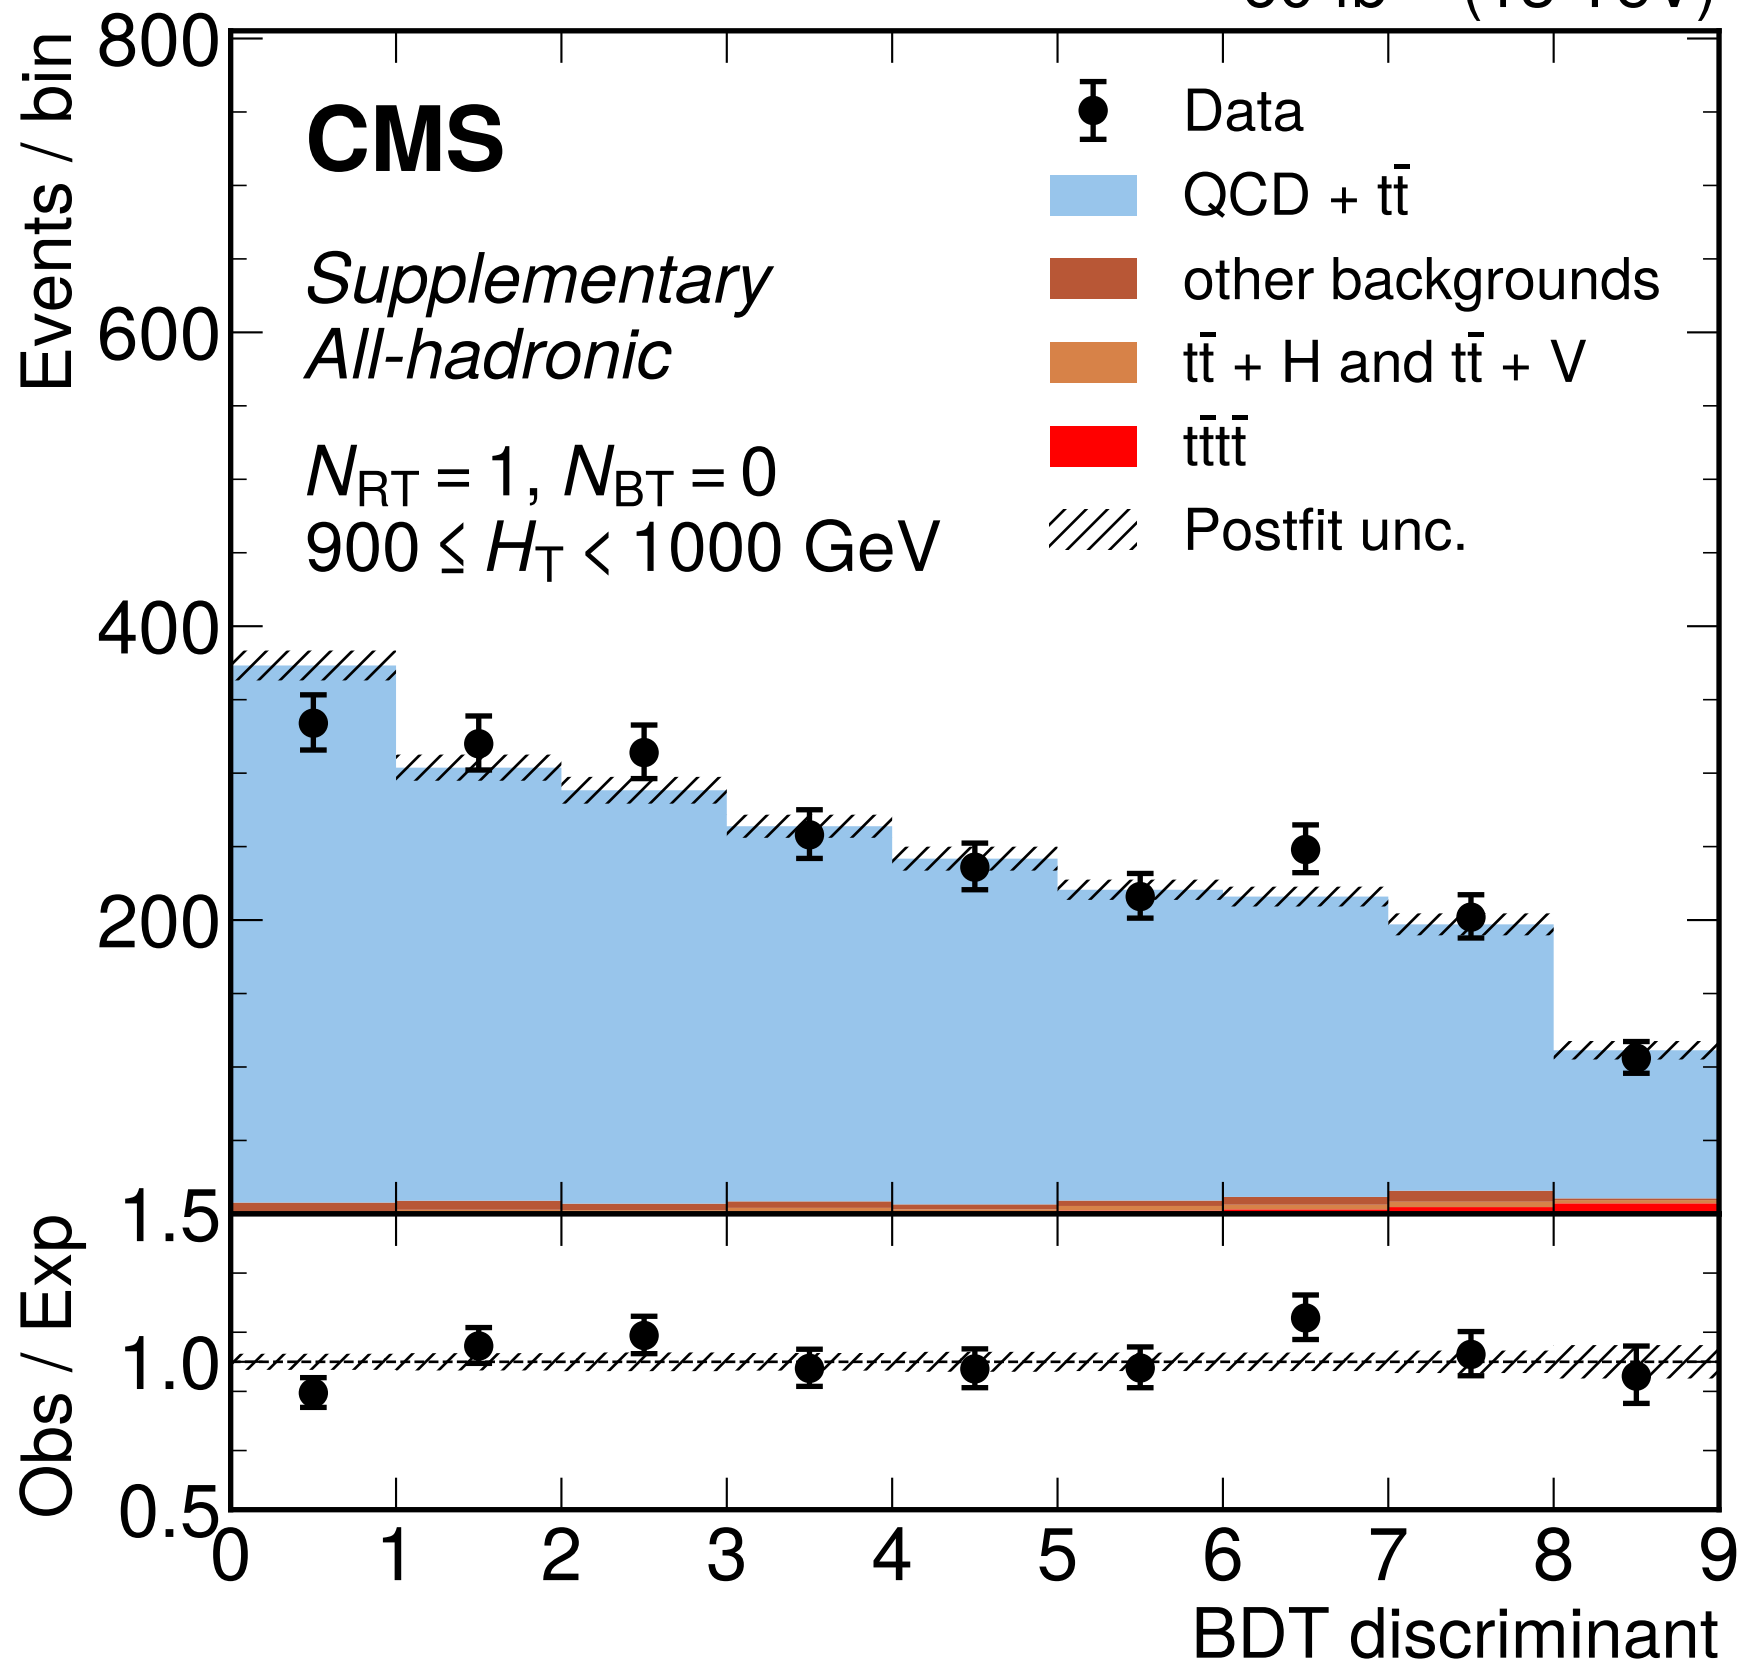 800
Events / bin
CMS
Data
QCD + tt̄
Supplementary
other backgrounds
600
All-hadronic
tt̄ + H and tt̄ + V
tt̄tt̄
N_RT = 1, N_BT = 0
900 ≤ H_T < 1000 GeV
Postfit unc.
400
200
1.5
Obs / Exp
1.0
0.5
0 1 2 3 4 5 6 7 8 9
BDT discriminant